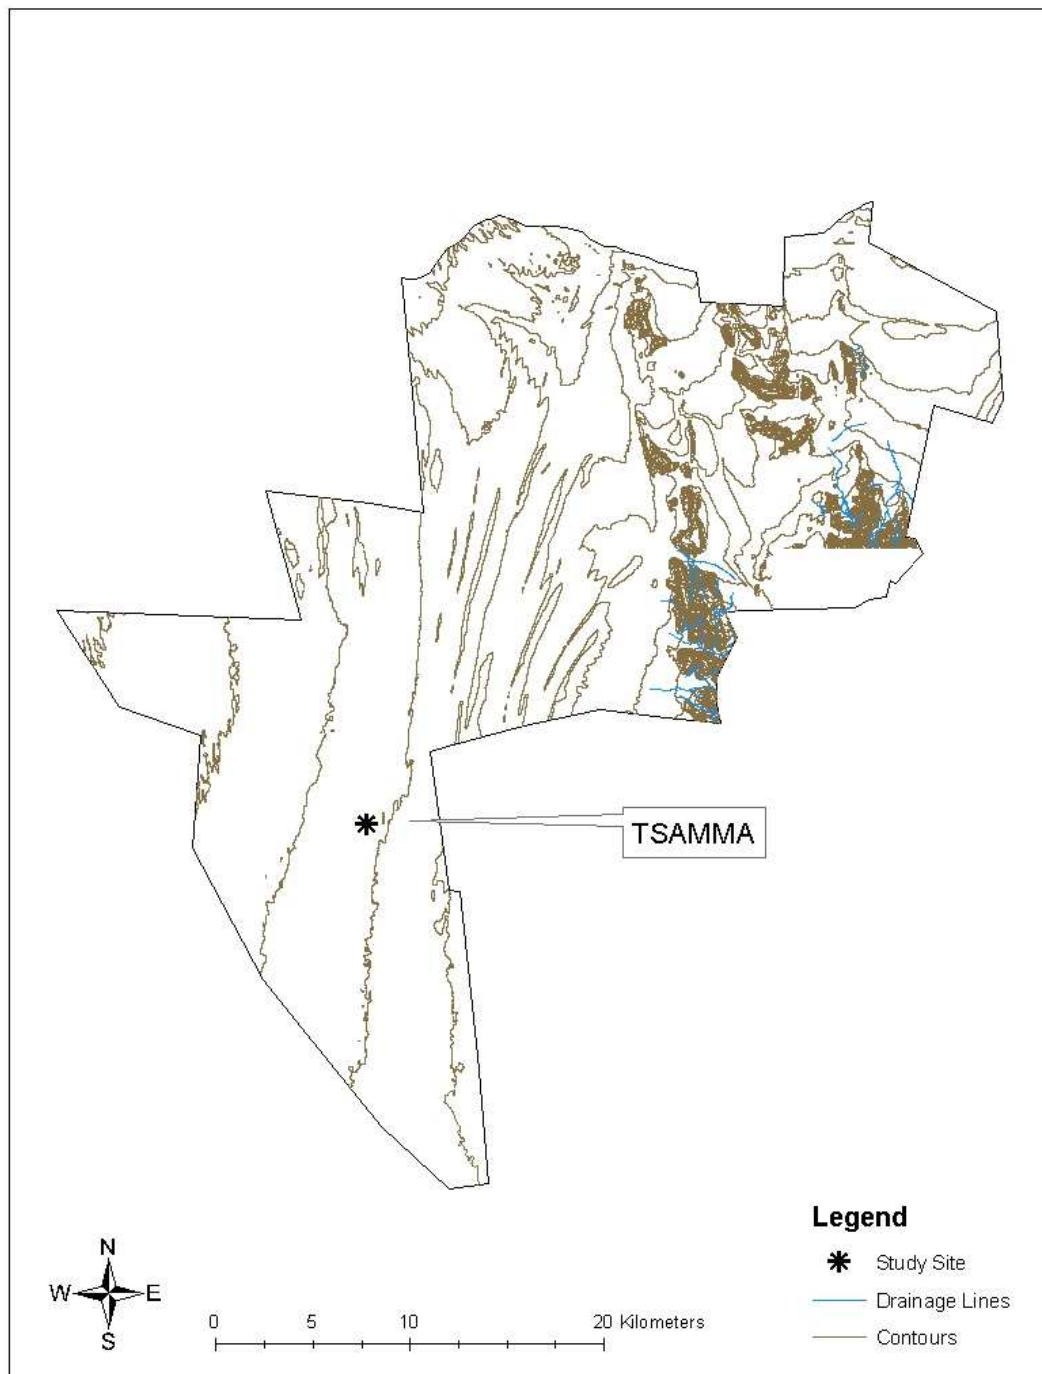 TSAMMA
Legend
Study Site
Drainage Lines
Contours
N
W E
S
0 5 10 20 Kilometers